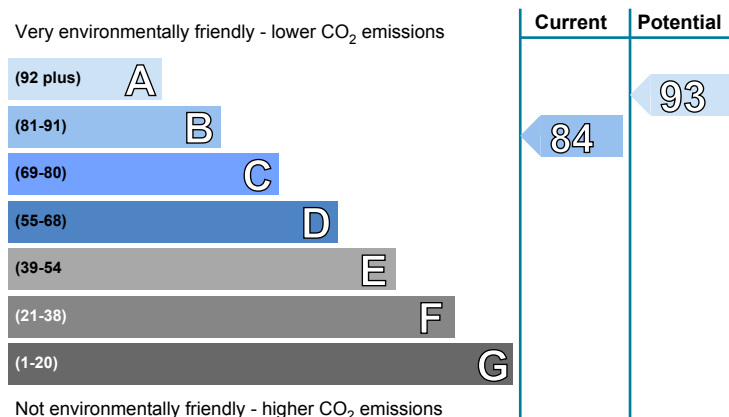 Current Potential
Very environmentally friendly - lower CO2 emissions
(92 plus) A
93
(81-91) B
84
(69-80) C
(55-68) D
(39-54 E
(21-38) F
(1-20) G
Not environmentally friendly - higher CO2 emissions